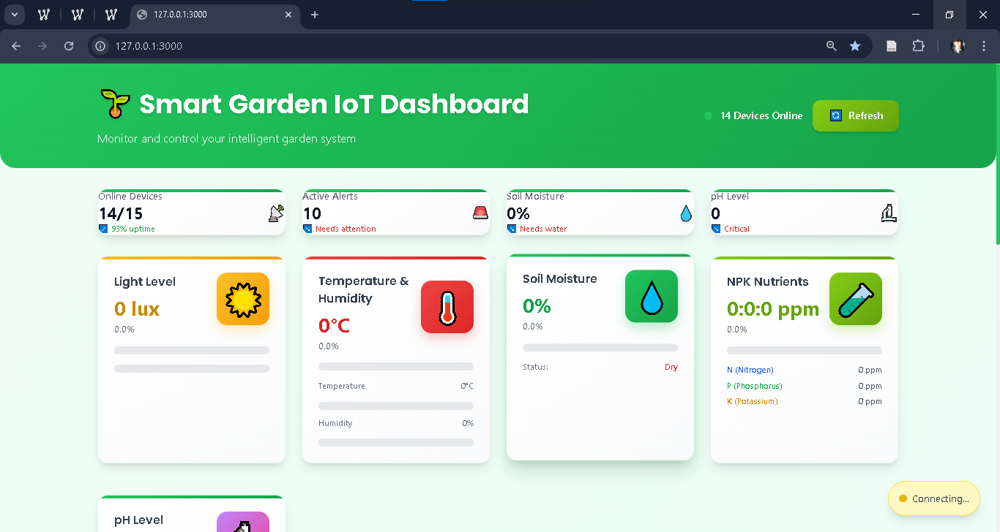 127.0.0.1:3000
127.0.0.1:3000
Smart Garden IoT Dashboard
Monitor and control your intelligent garden system
14 Devices Online
Refresh
Online Devices
14/15
93% uptime
Active Alerts
10
Needs attention
Soil Moisture
0%
Needs water
pH Level
0
Critical
Light Level
0 lux
0.0%
Temperature &
Humidity
0°C
0.0%
Temperature 0°C
Humidity 0%
Soil Moisture
0%
0.0%
Status: Dry
NPK Nutrients
0:0:0 ppm
0.0%
N (Nitrogen) 0 ppm
P (Phosphorus) 0 ppm
K (Potassium) 0 ppm
pH Level
Connecting...